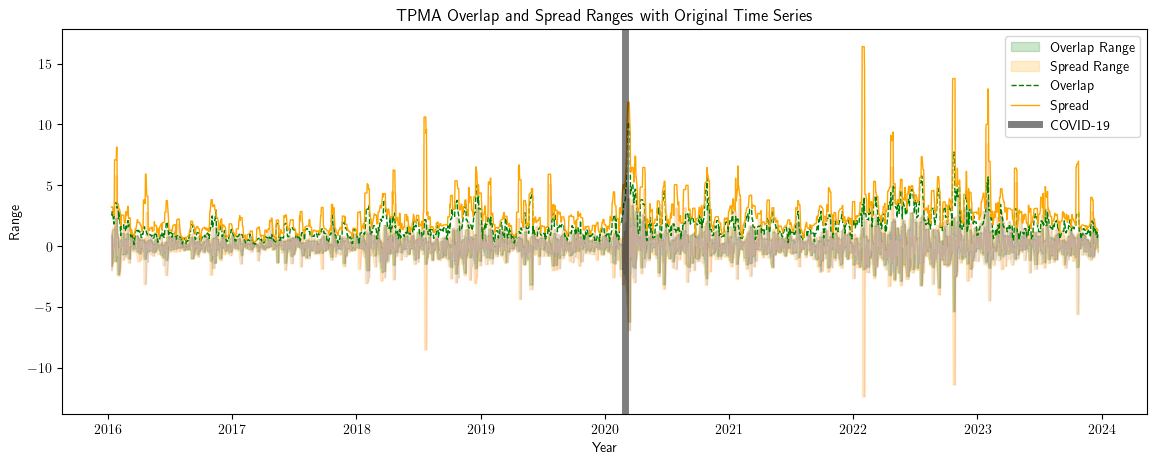 TPMA Overlap and Spread Ranges with Original Time Series
Overlap Range
Spread Range
Overlap
Spread
COVID-19
Range
15
10
5
0
−5
−10
2016 2017 2018 2019 2020 2021 2022 2023 2024
Year